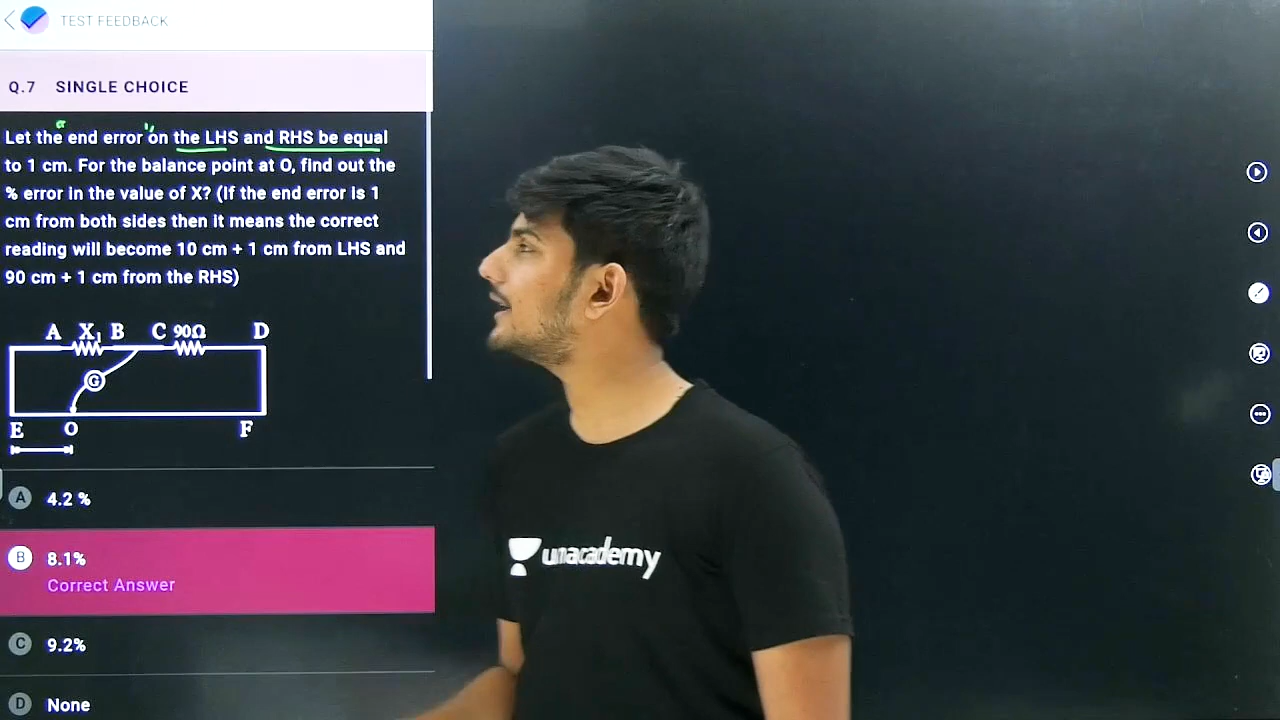 TEST FEEDBACK
Q.7 SINGLE CHOICE
Let the end error on the LHS and RHS be equal
to 1 cm. For the balance point at O, find out the
% error in the value of X? (If the end error is 1
cm from both sides then it means the correct
reading will become 10 cm + 1 cm from LHS and
90 cm + 1 cm from the RHS)
A X₁ B C 90Ω D
G
E O F
A 4.2 %
B 8.1%
Correct Answer
C 9.2%
D None
unacademy